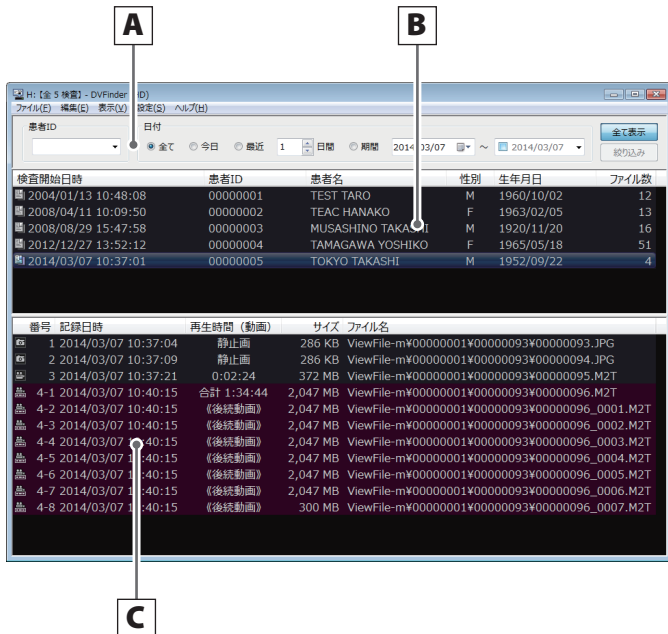 A
B
H:【全 5 検査】- DVFinder HD)
ファイル(F) 編集(E) 表示(V) 設定(S) ヘルプ(H)
患者ID 日付
全て 今日 最近 1 日間 期間 2014/03/07 ～ 2014/03/07
全て表示
絞り込み
検査開始日時 患者ID 患者名 性別 生年月日 ファイル数
2004/01/13 10:48:08 00000001 TEST TARO M 1960/10/02 12
2008/04/11 10:09:50 00000002 TEAC HANAKO F 1963/02/05 13
2008/08/29 15:47:58 00000003 MUSASHINO TAKASHI M 1920/11/20 16
2012/12/27 13:52:12 00000004 TAMAGAWA YOSHIKO F 1965/05/18 51
2014/03/07 10:37:01 00000005 TOKYO TAKASHI M 1952/09/22 4
番号 記録日時 再生時間（動画） サイズ ファイル名
1 2014/03/07 10:37:04 静止画 286 KB ViewFile-m¥00000001¥00000093¥00000093.JPG
2 2014/03/07 10:37:09 静止画 286 KB ViewFile-m¥00000001¥00000093¥00000094.JPG
3 2014/03/07 10:37:21 0:02:24 372 MB ViewFile-m¥00000001¥00000093¥00000095.M2T
4-1 2014/03/07 10:40:15 合計 1:34:44 2,047 MB ViewFile-m¥00000001¥00000093¥00000096.M2T
4-2 2014/03/07 10:40:15 《後続動画》 2,047 MB ViewFile-m¥00000001¥00000093¥00000096_0001.M2T
4-3 2014/03/07 10:40:15 《後続動画》 2,047 MB ViewFile-m¥00000001¥00000093¥00000096_0002.M2T
4-4 2014/03/07 10:40:15 《後続動画》 2,047 MB ViewFile-m¥00000001¥00000093¥00000096_0003.M2T
4-5 2014/03/07 10:40:15 《後続動画》 2,047 MB ViewFile-m¥00000001¥00000093¥00000096_0004.M2T
4-6 2014/03/07 10:40:15 《後続動画》 2,047 MB ViewFile-m¥00000001¥00000093¥00000096_0005.M2T
4-7 2014/03/07 10:40:15 《後続動画》 2,047 MB ViewFile-m¥00000001¥00000093¥00000096_0006.M2T
4-8 2014/03/07 10:40:15 《後続動画》 300 MB ViewFile-m¥00000001¥00000093¥00000096_0007.M2T
C